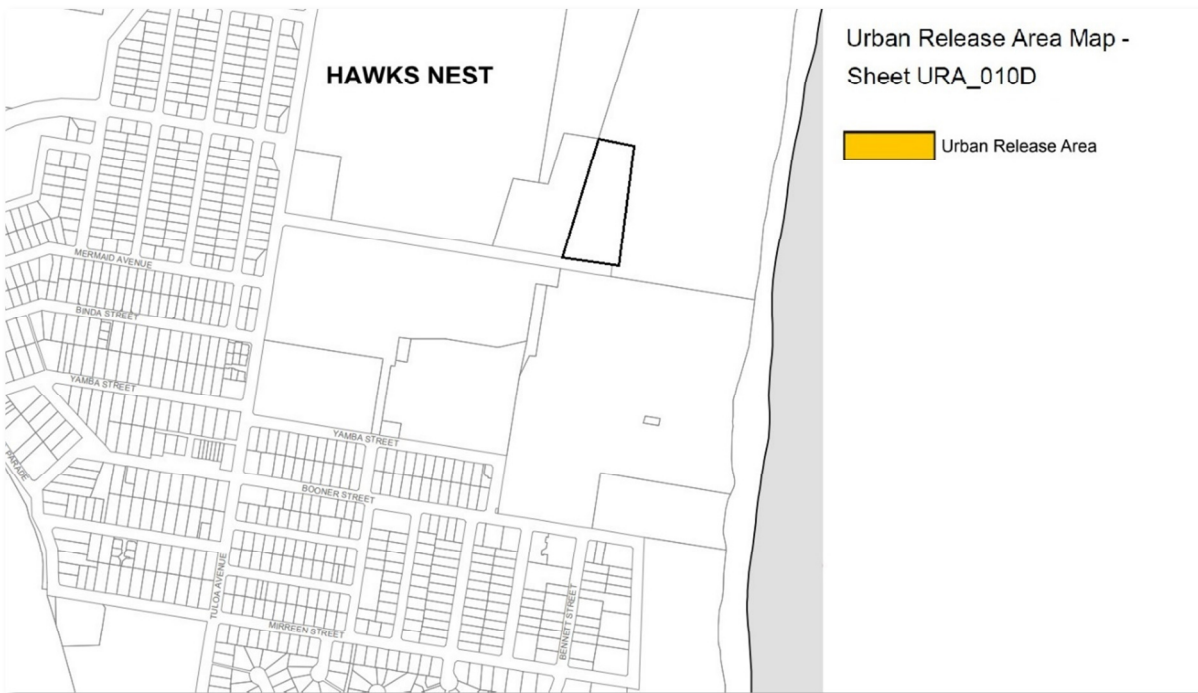 Urban Release Area Map -
Sheet URA_010D
Urban Release Area
HAWKS NEST
MERMAID AVENUE
BINDA STREET
YAMBA STREET
YAMBA STREET
PARADE
BOONER STREET
TULOA AVENUE
MIRREEN STREET
BENNETT STREET